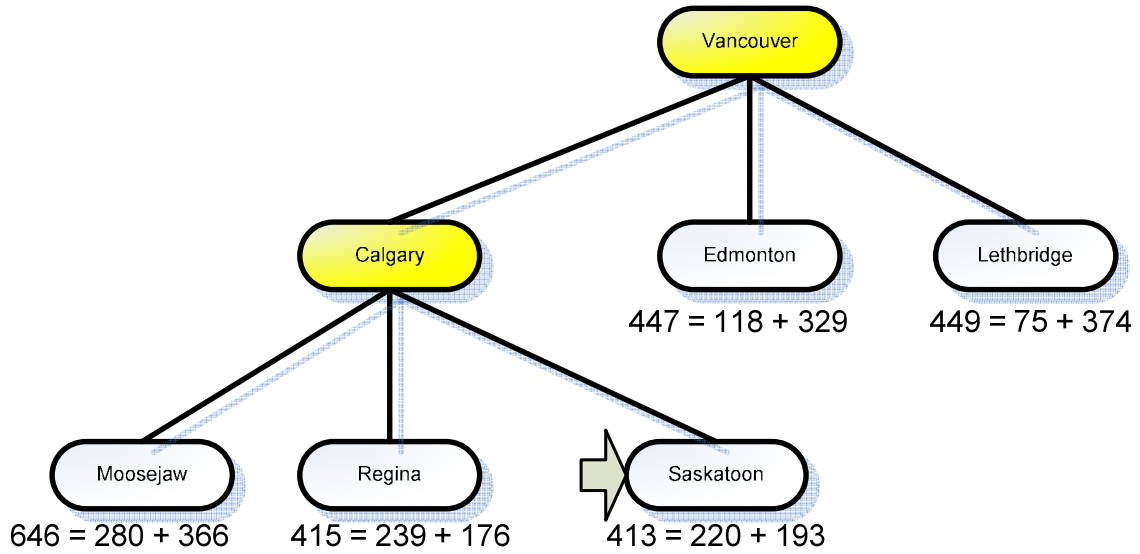 Vancouver
Calgary
Edmonton
Lethbridge
447 = 118 + 329
449 = 75 + 374
Moosejaw
Regina
Saskatoon
646 = 280 + 366
415 = 239 + 176
413 = 220 + 193